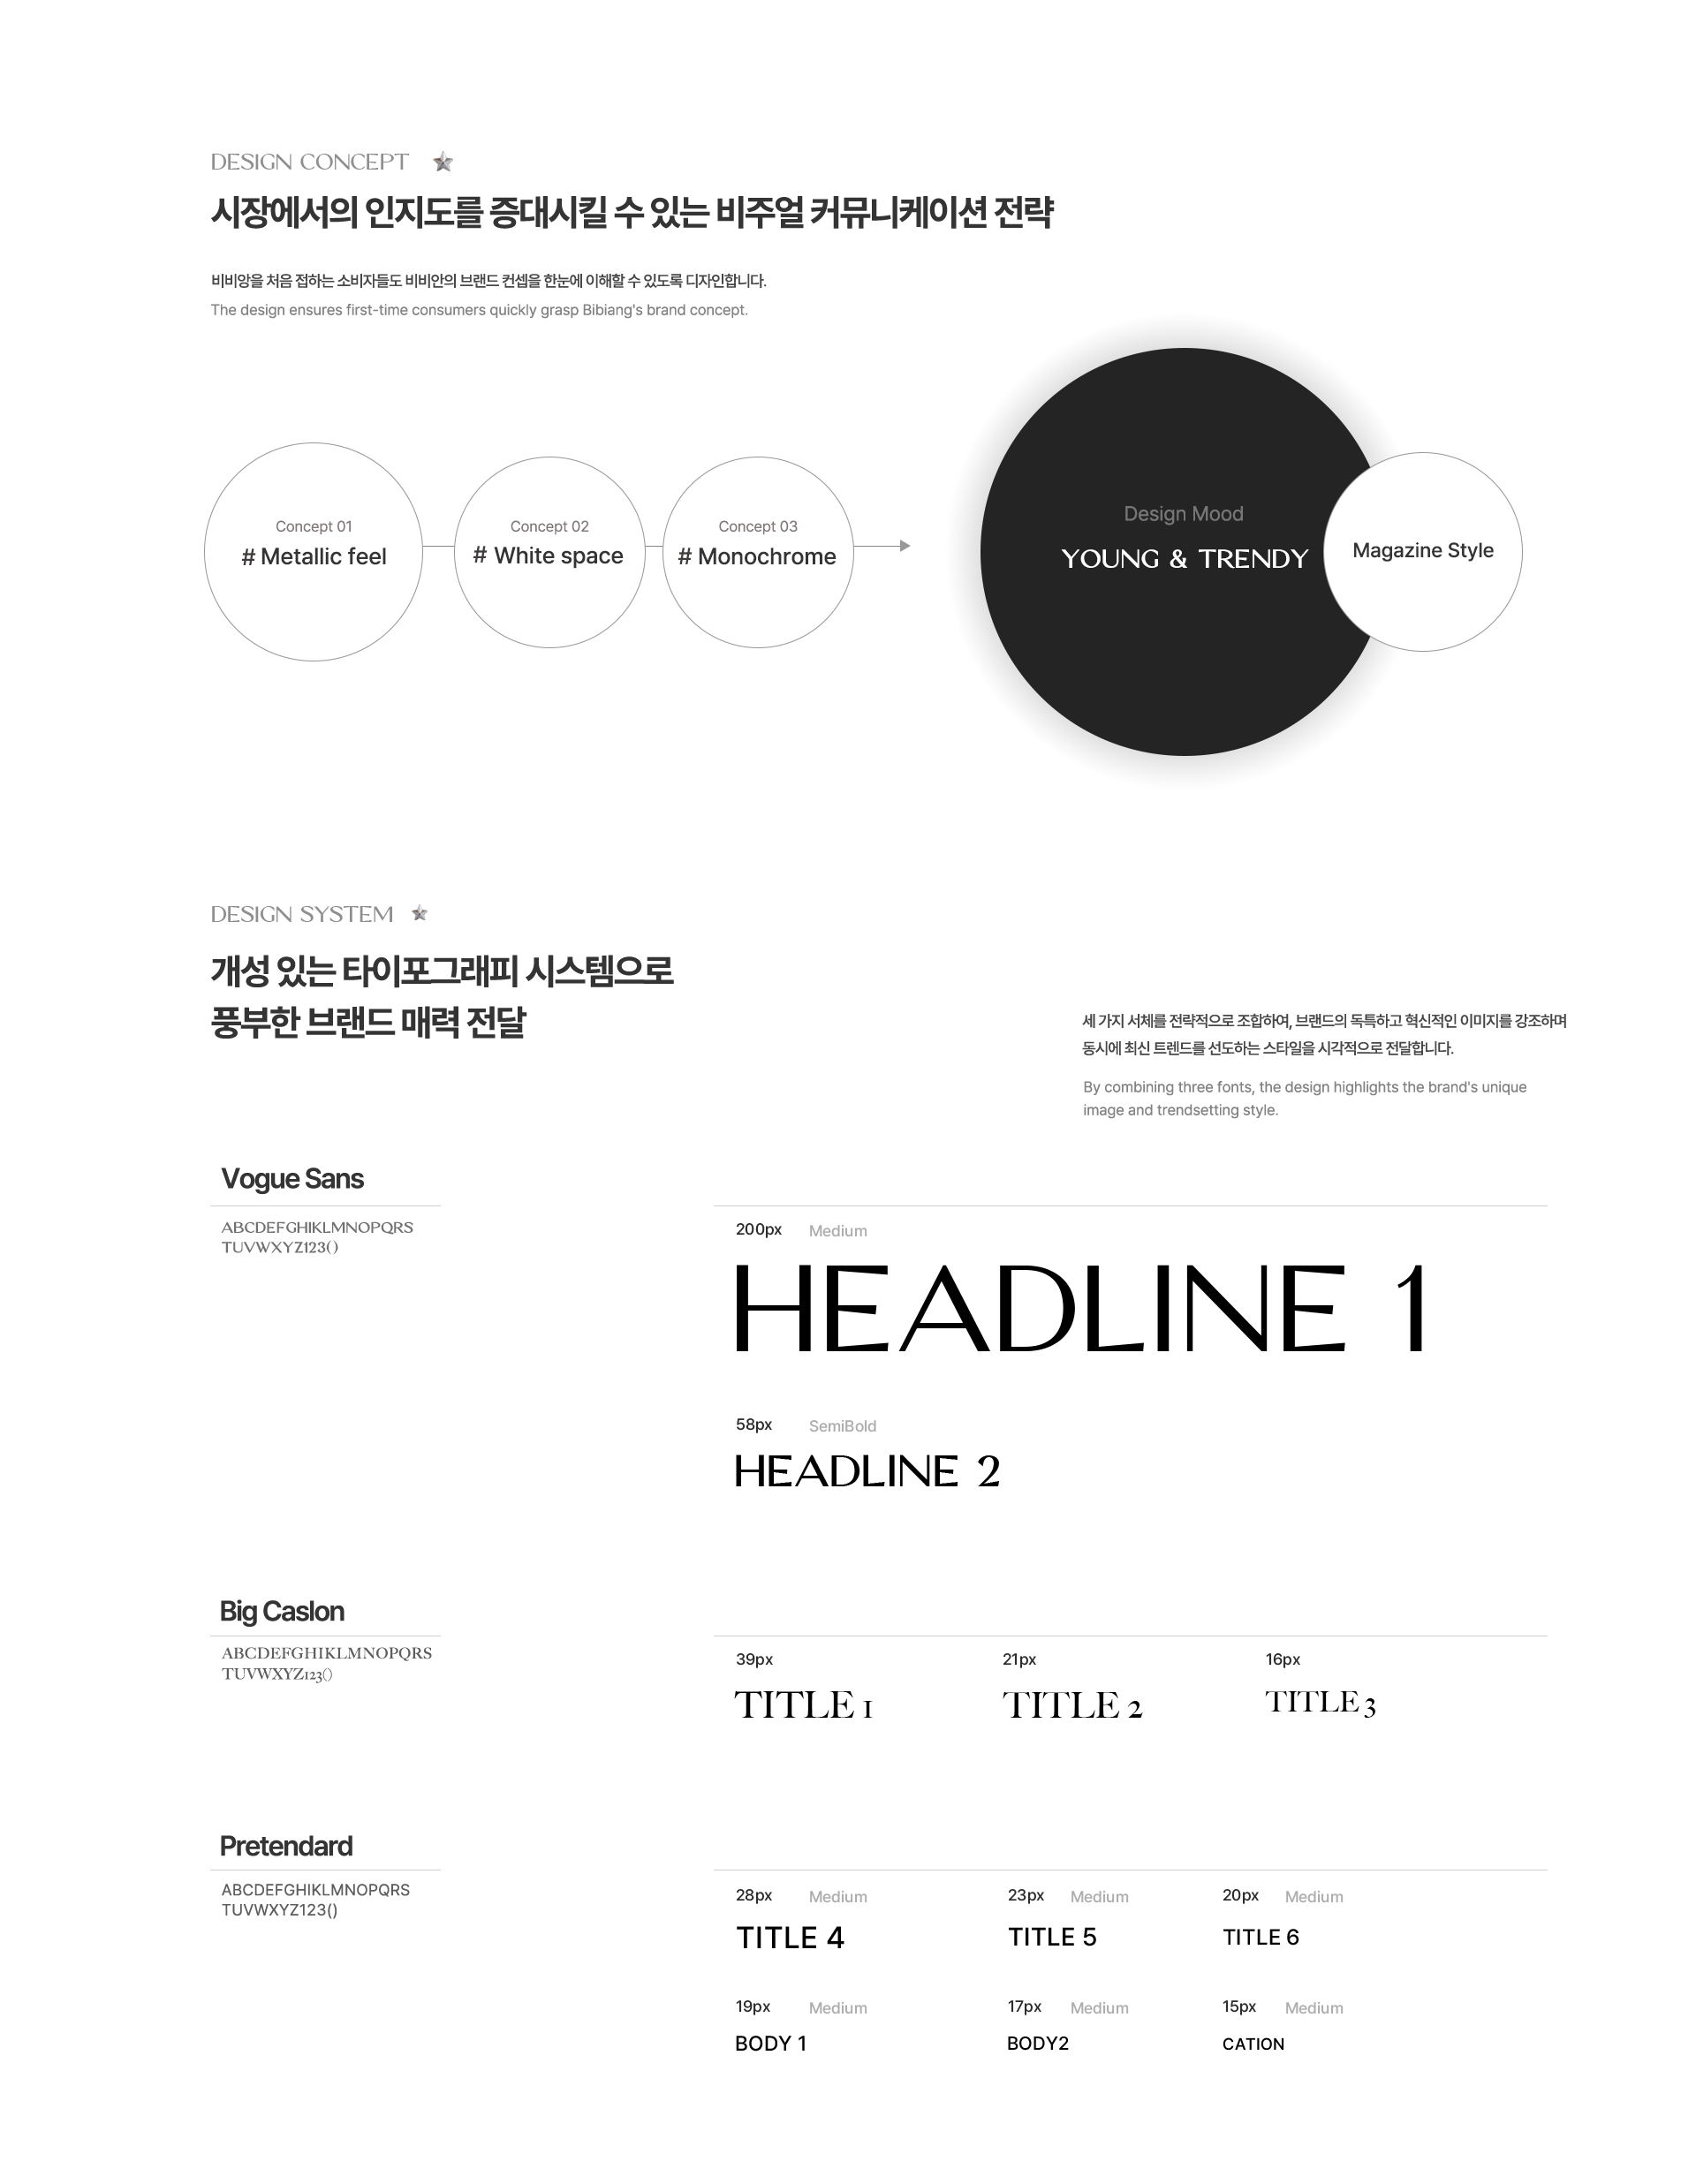 DESIGN CONCEPT
시장에서의 인지도를 증대시킬 수 있는 비주얼 커뮤니케이션 전략
비비앙을 처음 접하는 소비자들도 비비안의 브랜드 컨셉을 한눈에 이해할 수 있도록 디자인합니다.
The design ensures first-time consumers quickly grasp Bibiang's brand concept.
Concept 01
# Metallic feel
Concept 02
# White space
Concept 03
# Monochrome
Design Mood
YOUNG & TRENDY
Magazine Style
DESIGN SYSTEM
개성 있는 타이포그래피 시스템으로
풍부한 브랜드 매력 전달
세 가지 서체를 전략적으로 조합하여, 브랜드의 독특하고 혁신적인 이미지를 강조하며
동시에 최신 트렌드를 선도하는 스타일을 시각적으로 전달합니다.
By combining three fonts, the design highlights the brand's unique
image and trendsetting style.
Vogue Sans
ABCDEFGHIKLMNOPQRS
TUVWXYZ123()
200px Medium
HEADLINE 1
58px SemiBold
HEADLINE 2
Big Caslon
ABCDEFGHIKLMNOPQRS
TUVWXYZ123()
39px 21px 16px
TITLE 1 TITLE 2 TITLE 3
Pretendard
ABCDEFGHIKLMNOPQRS
TUVWXYZ123()
28px Medium 23px Medium 20px Medium
TITLE 4 TITLE 5 TITLE 6
19px Medium 17px Medium 15px Medium
BODY 1 BODY2 CATION